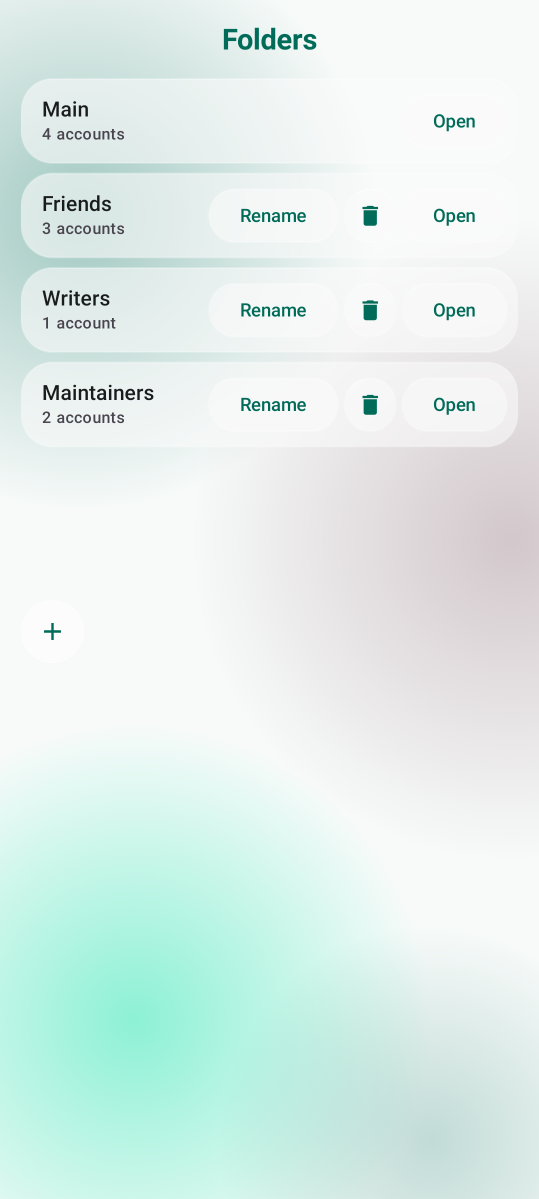 Folders
Main
4 accounts
Open
Friends
3 accounts
Rename
Open
Writers
1 account
Rename
Open
Maintainers
2 accounts
Rename
Open